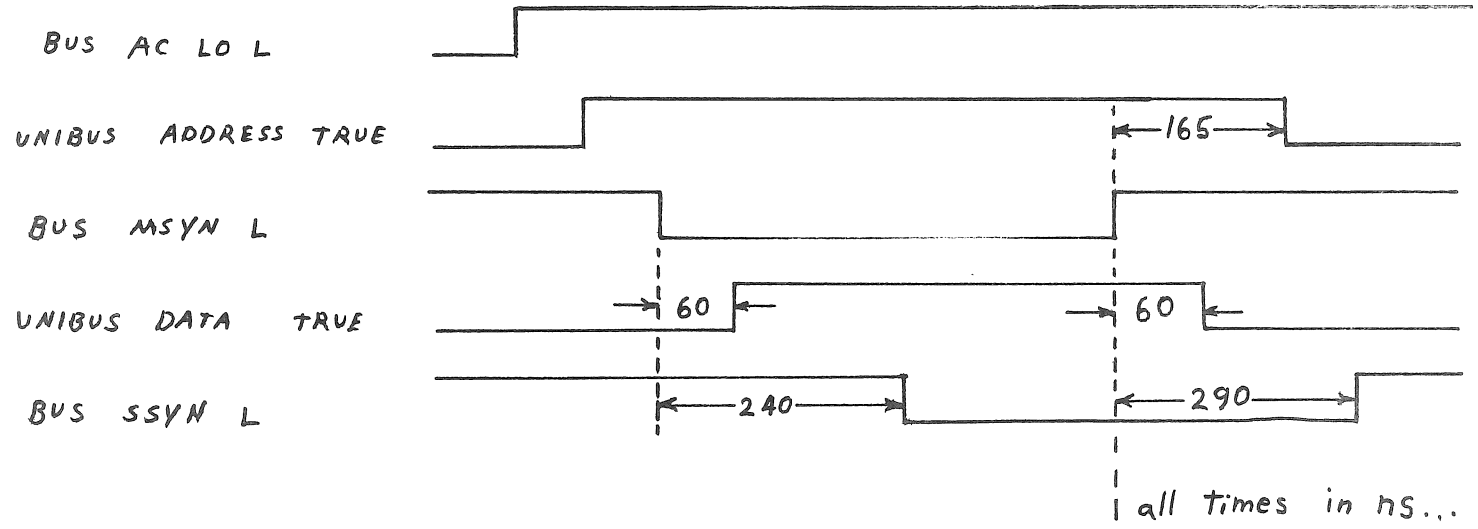 BUS AC LO L
UNIBUS ADDRESS TRUE
165
BUS MSYN L
UNIBUS DATA TRUE
60
60
BUS SSYN L
240
290
all times in ns...